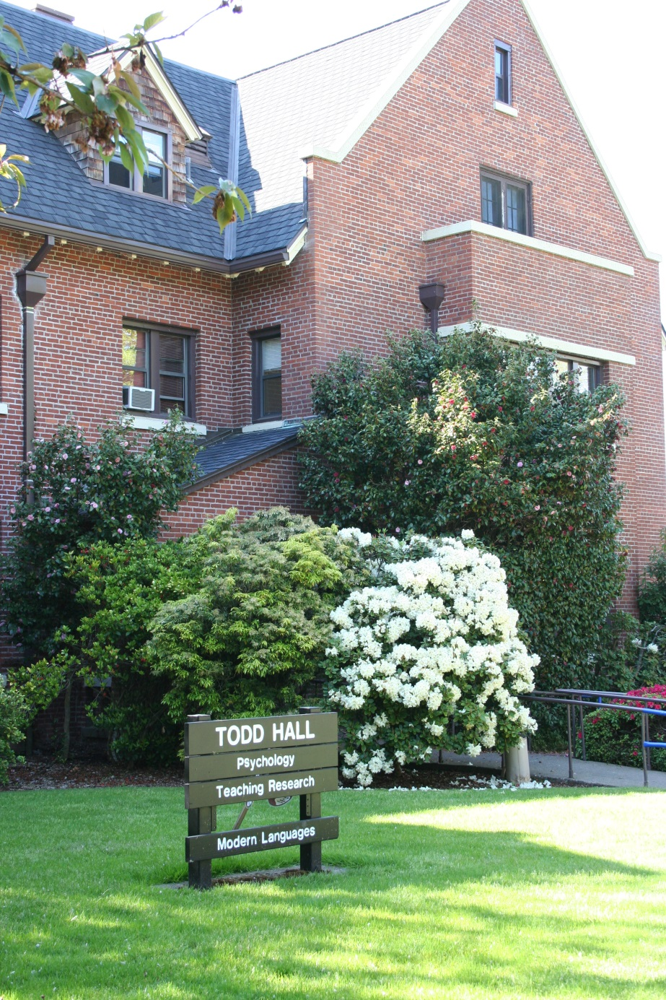 TODD HALL
Psychology
Teaching Research
Modern Languages